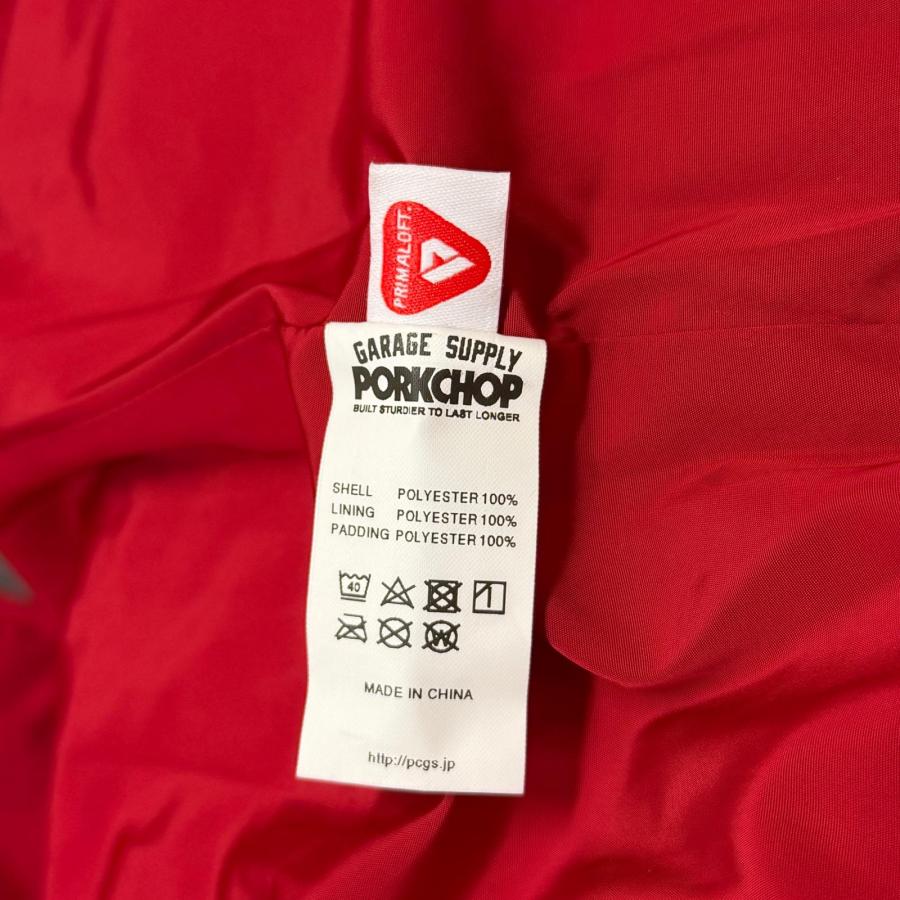 PRIMALOFT.
GARAGE SUPPLY
PORKCHOP
BUILT STURDIER TO LAST LONGER
SHELL POLYESTER 100%
LINING POLYESTER 100%
PADDING POLYESTER 100%
40
W
MADE IN CHINA
http://pcgs.jp